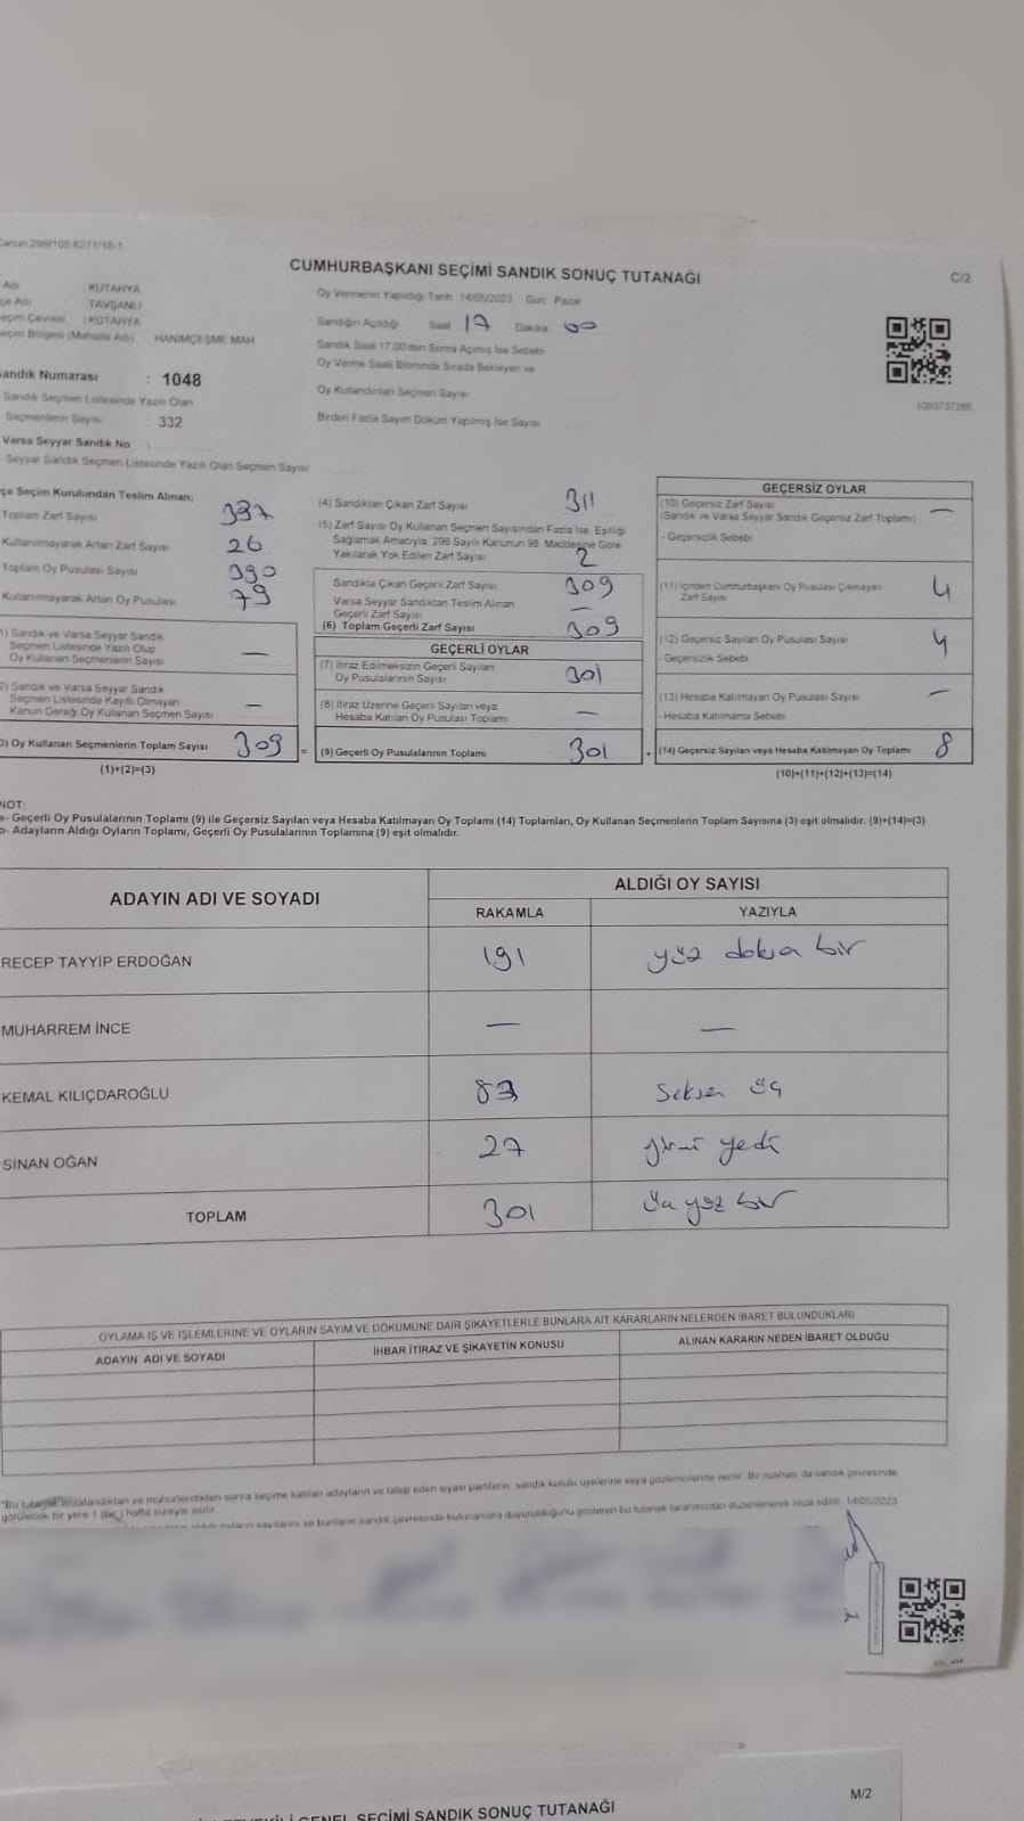 CUMHURBAŞKANI SEÇİMİ SANDIK SONUÇ TUTANAĞI
C/2
Adı : KÜTAHYA
Adı : TAVŞANLI
Çevresi : KÜTAHYA
Bölgesi (Mahalle Adı) HANIMÇEŞME MAH
Oy Vermenin Yapıldığı Tarih 14/05/2023 Gün: Pazar
Sandığın Açıldığı Saat 17 Dakika 00
Sandık Saat 17.00'den Sonra Açılmış İse Sebebi
Oy Verme Saati Bitiminde Sırada Bekleyen ve
Oy Kullandırılan Seçmen Sayısı
Birden Fazla Sayım Döküm Yapılmış İse Sayısı
andık Numarası : 1048
Sandık Seçmen Listesinde Yazılı Olan
Seçmenlerin Sayısı 332
Varsa Seyyar Sandık No
Seyyar Sandık Seçmen Listesinde Yazılı Olan Seçmen Sayısı
çe Seçim Kurulundan Teslim Alınan;
Toplam Zarf Sayısı 337
Kullanılmayarak Artan Zarf Sayısı 26
Toplam Oy Pusulası Sayısı 390
Kullanılmayarak Artan Oy Pusulası 79
1) Sandık ve Varsa Seyyar Sandık
Seçmen Listesinde Yazılı Olup
Oy Kullanan Seçmenlerin Sayısı —
2) Sandık ve Varsa Seyyar Sandık
Seçmen Listesinde Kayıtlı Olmayan
Kanun Gereği Oy Kullanan Seçmen Sayısı —
3) Oy Kullanan Seçmenlerin Toplam Sayısı 309
(1)+(2)=(3)
(4) Sandıktan Çıkan Zarf Sayısı 311
(5) Zarf Sayısı Oy Kullanan Seçmen Sayısından Fazla İse, Eşitliği
Sağlamak Amacıyla, 298 Sayılı Kanunun 98. Maddesine Göre
Yakılarak Yok Edilen Zarf Sayısı 2
Sandıkta Çıkan Geçerli Zarf Sayısı 309
Varsa Seyyar Sandıktan Teslim Alınan
Geçerli Zarf Sayısı —
(6) Toplam Geçerli Zarf Sayısı 309
GEÇERLİ OYLAR
(7) İtiraz Edilmeksizin Geçerli Sayılan
Oy Pusulalarının Sayısı 301
(8) İtiraz Üzerine Geçerli Sayılan veya
Hesaba Katılan Oy Pusulası Toplamı —
= (9) Geçerli Oy Pusulalarının Toplamı 301
GEÇERSİZ OYLAR
(10) Geçersiz Zarf Sayısı —
(Sandık ve Varsa Seyyar Sandık Geçersiz Zarf Toplamı)
- Geçersizlik Sebebi
(11) İçinden Cumhurbaşkanı Oy Pusulası Çıkmayan
Zarf Sayısı 4
(12) Geçersiz Sayılan Oy Pusulası Sayısı 4
- Geçersizlik Sebebi
(13) Hesaba Katılmayan Oy Pusulası Sayısı —
- Hesaba Katılmama Sebebi
+ (14) Geçersiz Sayılan veya Hesaba Katılmayan Oy Toplamı 8
(10)+(11)+(12)+(13)=(14)
NOT:
a- Geçerli Oy Pusulalarının Toplamı (9) ile Geçersiz Sayılan veya Hesaba Katılmayan Oy Toplamı (14) Toplamları, Oy Kullanan Seçmenlerin Toplam Sayısına (3) eşit olmalıdır. (9)+(14)=(3)
b- Adayların Aldığı Oyların Toplamı, Geçerli Oy Pusulalarının Toplamına (9) eşit olmalıdır.
ADAYIN ADI VE SOYADI
ALDIĞI OY SAYISI
RAKAMLA YAZIYLA
RECEP TAYYİP ERDOĞAN 191 yüz doksa bir
MUHARREM İNCE — —
KEMAL KILIÇDAROĞLU 83 Seksen üç
SİNAN OĞAN 27 yirmi yedi
TOPLAM 301 üç yüz bir
OYLAMA İŞ VE İŞLEMLERİNE VE OYLARIN SAYIM VE DÖKÜMÜNE DAİR ŞİKAYETLERLE BUNLARA AİT KARARLARIN NELERDEN İBARET BULUNDUKLARI
ADAYIN ADI VE SOYADI
İHBAR İTİRAZ VE ŞİKAYETİN KONUSU
ALINAN KARARIN NEDEN İBARET OLDUĞU
14/05/2023
M/2
GENEL SEÇİMİ SANDIK SONUÇ TUTANAĞI